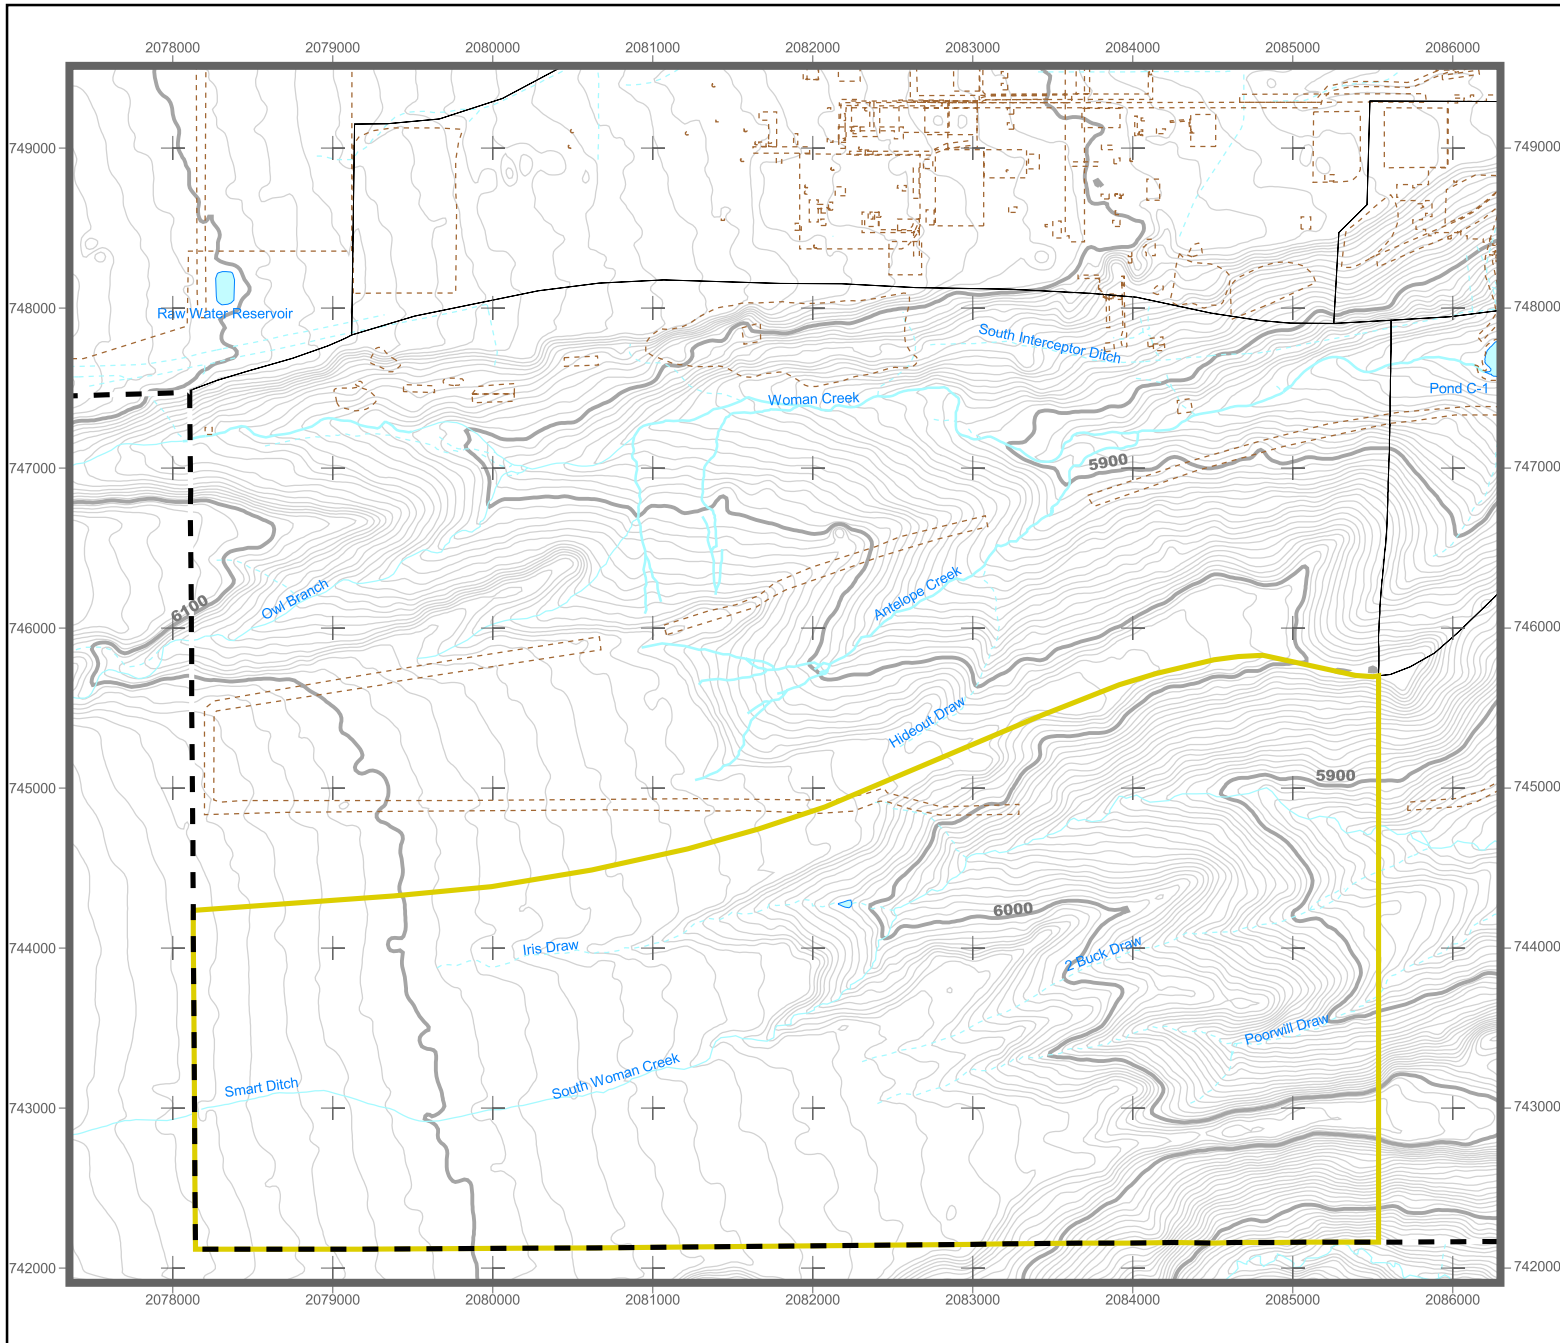 2078000 2079000 2080000 2081000 2082000 2083000 2084000 2085000 2086000
749000 749000
Raw Water Reservoir
748000 748000
South Interceptor Ditch
Pond C-1
Woman Creek
5900
747000 747000
Antelope Creek
Owl Branch
6100
746000 746000
Hideout Draw
5900
745000 745000
6000
Iris Draw
2 Buck Draw
744000 744000
Poorwill Draw
South Woman Creek
Smart Ditch
743000 743000
742000 742000
2078000 2079000 2080000 2081000 2082000 2083000 2084000 2085000 2086000